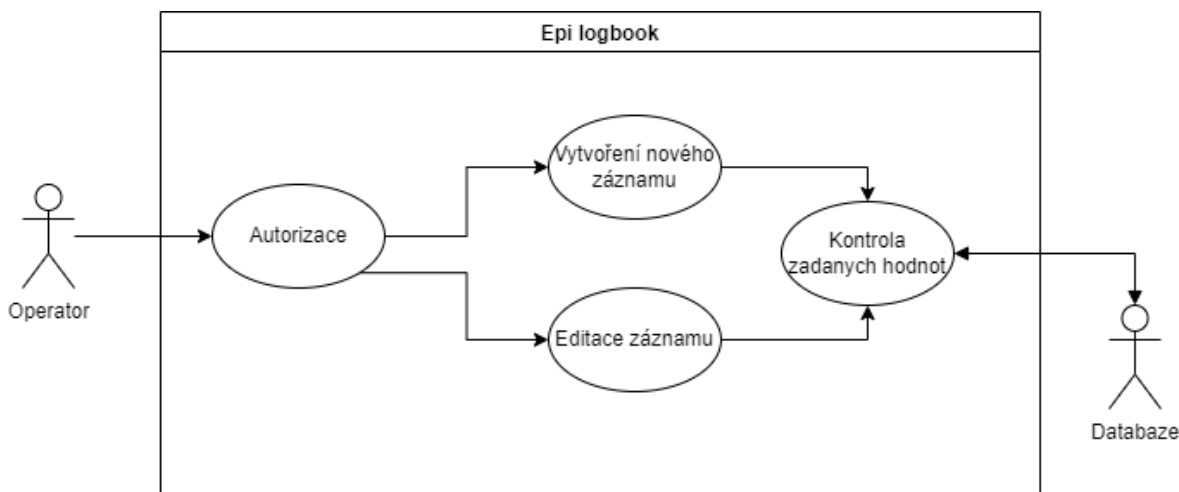 Epi logbook
Vytvoření nového
záznamu
Autorizace
Kontrola
zadanych hodnot
Operator
Editace záznamu
Databaze